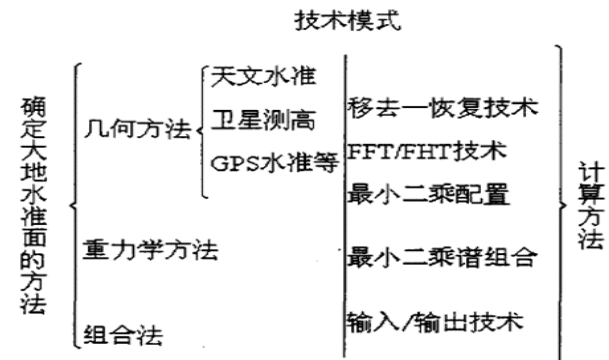 技术模式
确定大地水准面的方法
几何方法
天文水准
卫星测高
GPS水准等
重力学方法
组合法
移去一恢复技术
FFT/FHT技术
最小二乘配置
最小二乘谱组合
输入/输出技术
计算方法